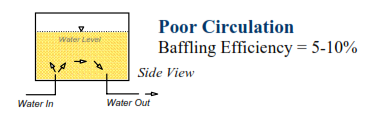 Poor Circulation
Baffling Efficiency = 5-10%
Water Level
Side View
Water In
Water Out